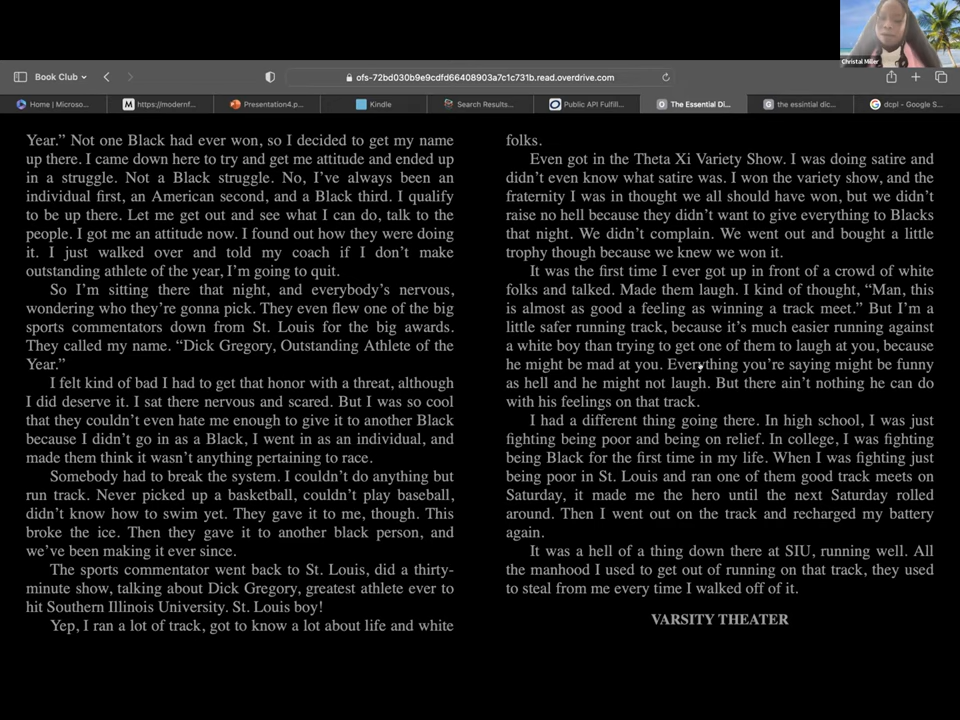 Christal Miller
Book Club
ofs-72bd030b9e9cdfd66408903a7c1c731b.read.overdrive.com
Home | Microso...
M https://modernf...
Presentation4.p...
Kindle
Search Results...
Public API Fulfill...
The Essential Di...
the essintial dic...
dcpl - Google S...
Year.” Not one Black had ever won, so I decided to get my name
up there. I came down here to try and get me attitude and ended up
in a struggle. Not a Black struggle. No, I’ve always been an
individual first, an American second, and a Black third. I qualify
to be up there. Let me get out and see what I can do, talk to the
people. I got me an attitude now. I found out how they were doing
it. I just walked over and told my coach if I don’t make
outstanding athlete of the year, I’m going to quit.
So I’m sitting there that night, and everybody’s nervous,
wondering who they’re gonna pick. They even flew one of the big
sports commentators down from St. Louis for the big awards.
They called my name. “Dick Gregory, Outstanding Athlete of the
Year.”
I felt kind of bad I had to get that honor with a threat, although
I did deserve it. I sat there nervous and scared. But I was so cool
that they couldn’t even hate me enough to give it to another Black
because I didn’t go in as a Black, I went in as an individual, and
made them think it wasn’t anything pertaining to race.
Somebody had to break the system. I couldn’t do anything but
run track. Never picked up a basketball, couldn’t play baseball,
didn’t know how to swim yet. They gave it to me, though. This
broke the ice. Then they gave it to another black person, and
we’ve been making it ever since.
The sports commentator went back to St. Louis, did a thirty-
minute show, talking about Dick Gregory, greatest athlete ever to
hit Southern Illinois University. St. Louis boy!
Yep, I ran a lot of track, got to know a lot about life and white
folks.
Even got in the Theta Xi Variety Show. I was doing satire and
didn’t even know what satire was. I won the variety show, and the
fraternity I was in thought we all should have won, but we didn’t
raise no hell because they didn’t want to give everything to Blacks
that night. We didn’t complain. We went out and bought a little
trophy though because we knew we won it.
It was the first time I ever got up in front of a crowd of white
folks and talked. Made them laugh. I kind of thought, “Man, this
is almost as good a feeling as winning a track meet.” But I’m a
little safer running track, because it’s much easier running against
a white boy than trying to get one of them to laugh at you, because
he might be mad at you. Everything you’re saying might be funny
as hell and he might not laugh. But there ain’t nothing he can do
with his feelings on that track.
I had a different thing going there. In high school, I was just
fighting being poor and being on relief. In college, I was fighting
being Black for the first time in my life. When I was fighting just
being poor in St. Louis and ran one of them good track meets on
Saturday, it made me the hero until the next Saturday rolled
around. Then I went out on the track and recharged my battery
again.
It was a hell of a thing down there at SIU, running well. All
the manhood I used to get out of running on that track, they used
to steal from me every time I walked off of it.
VARSITY THEATER